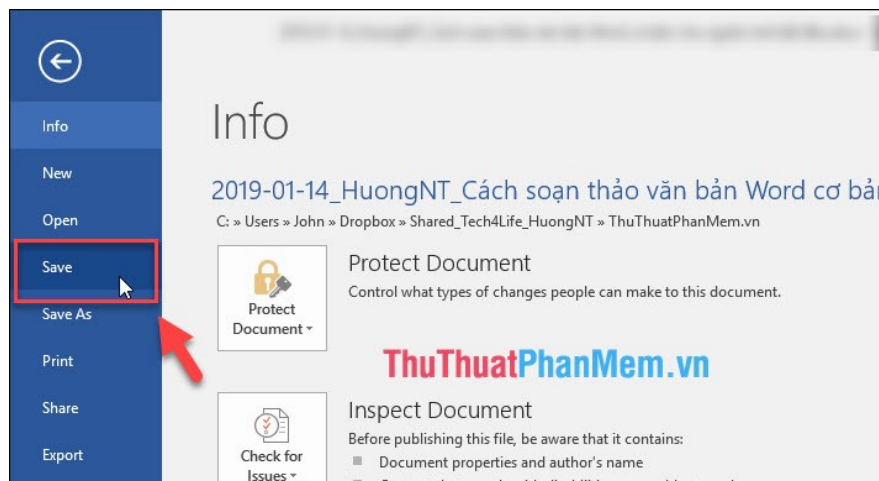 Info
Info
New
2019-01-14_HuongNT_Cách soạn thảo văn bản Word cơ bản
Open
C: » Users » John » Dropbox » Shared_Tech4Life_HuongNT » ThuThuatPhanMem.vn
Save
Save As
Print
Share
Export
Protect Document
Control what types of changes people can make to this document.
Protect
Document
ThuThuatPhanMem.vn
Inspect Document
Before publishing this file, be aware that it contains:
Document properties and author's name
Check for
Issues